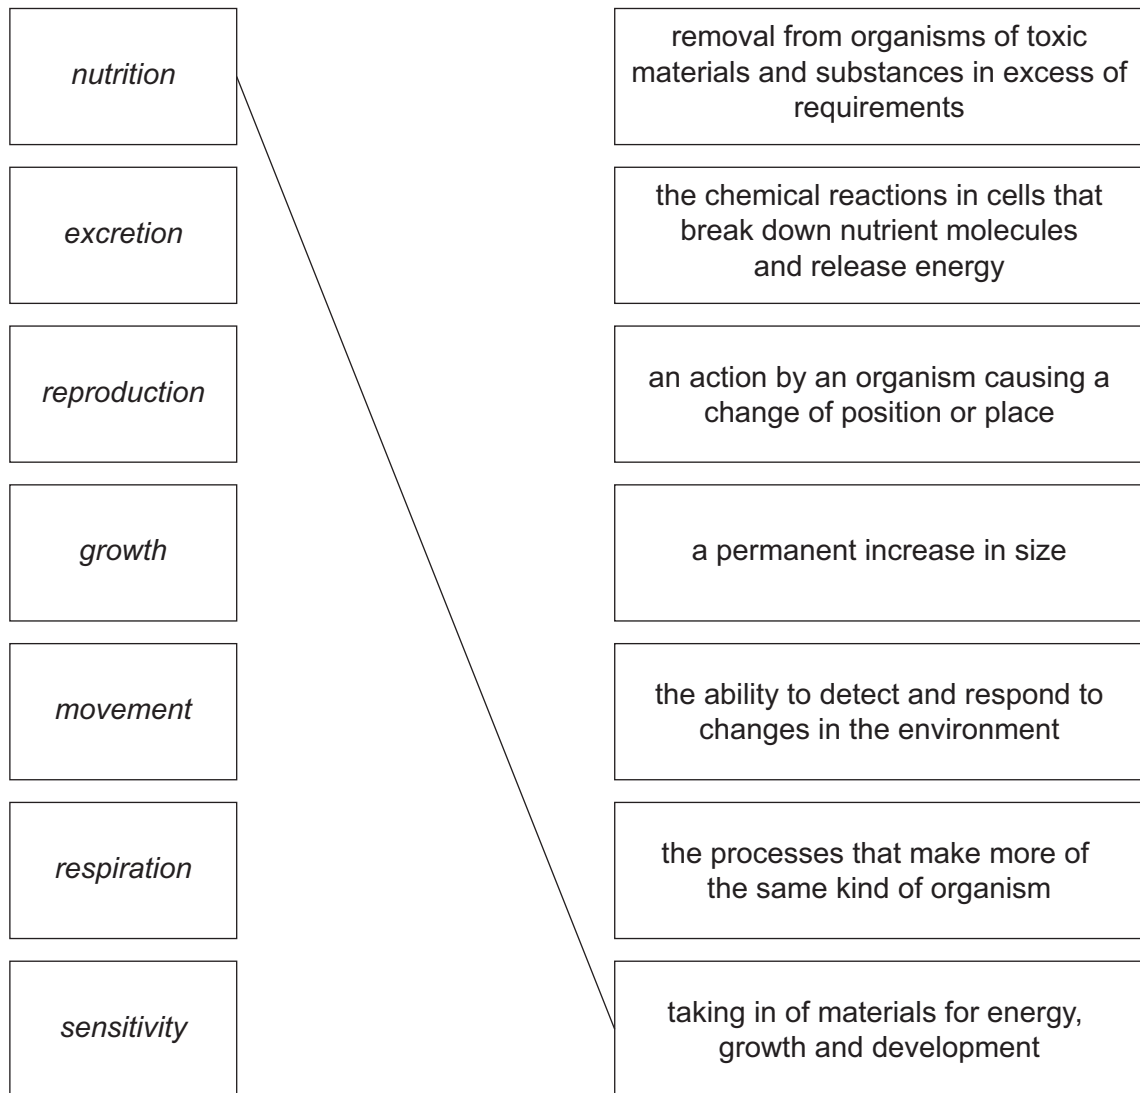 nutrition
removal from organisms of toxic
materials and substances in excess of
requirements
excretion
the chemical reactions in cells that
break down nutrient molecules
and release energy
reproduction
an action by an organism causing a
change of position or place
growth
a permanent increase in size
movement
the ability to detect and respond to
changes in the environment
respiration
the processes that make more of
the same kind of organism
sensitivity
taking in of materials for energy,
growth and development